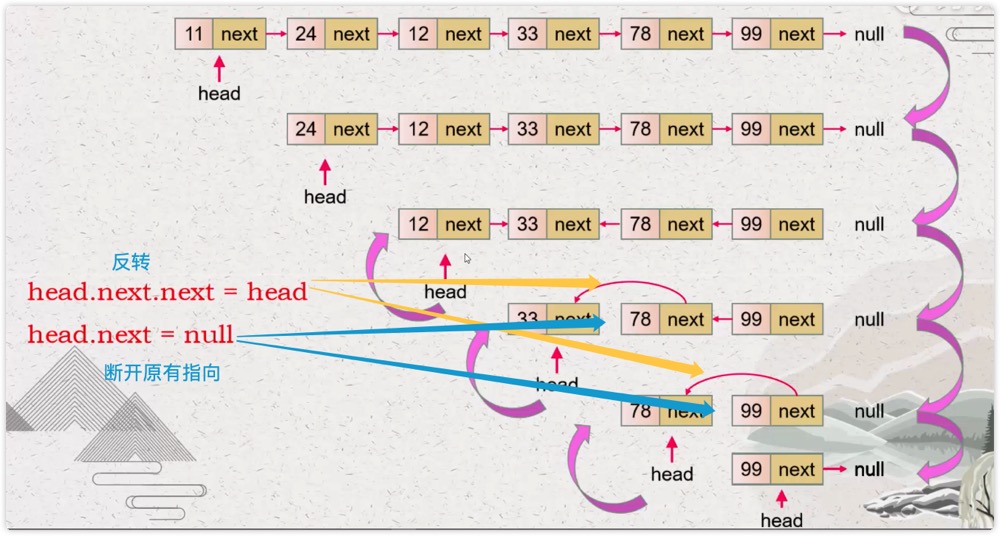 11 next 24 next 12 next 33 next 78 next 99 next null
head
24 next 12 next 33 next 78 next 99 next null
head
12 next 33 next 78 next 99 next null
head
反转
head.next.next = head
33 next 78 next 99 next null
head.next = null
断开原有指向
head
78 next 99 next null
head
99 next null
head